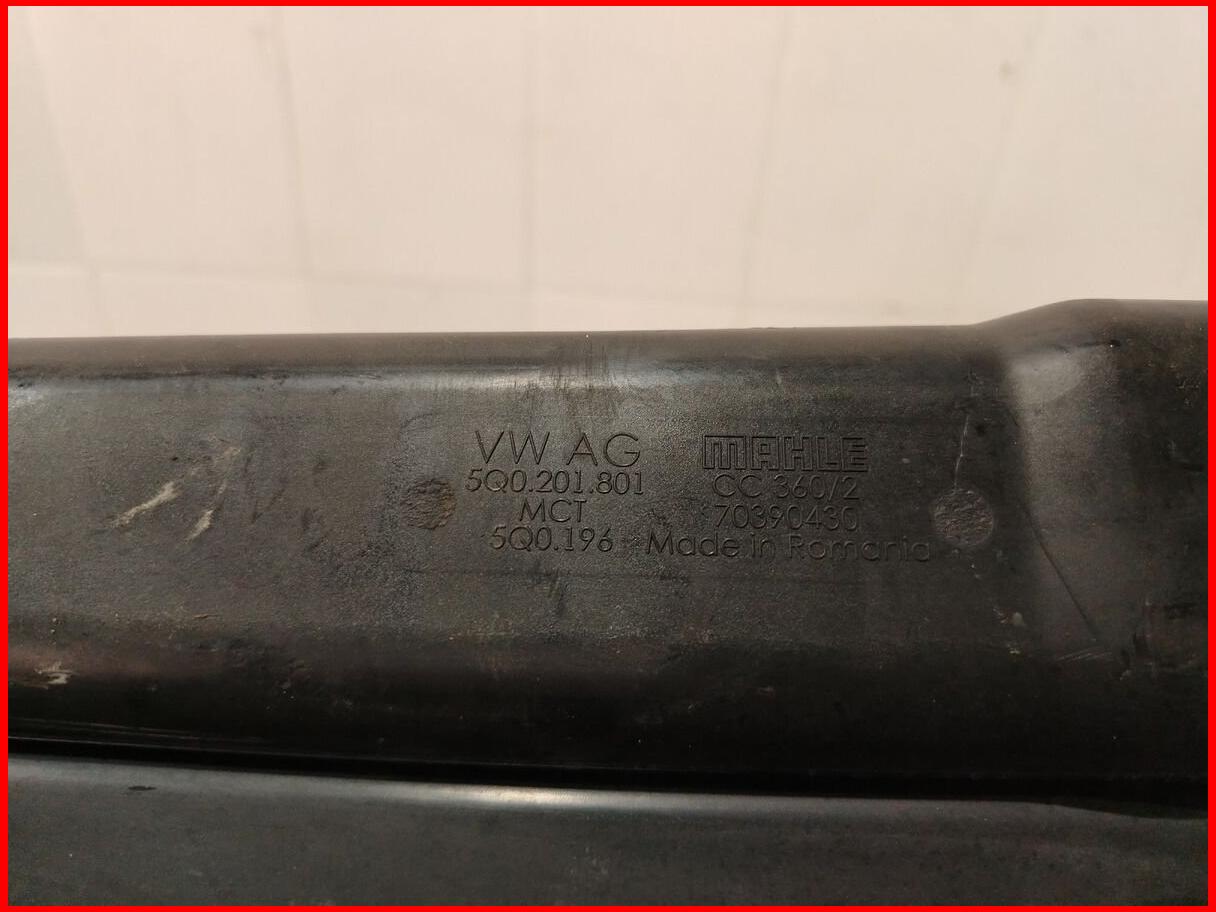 VW AG
5Q0.201.801
MCT
5Q0.196
MAHLE
CC 360/2
70390430
Made in Romania